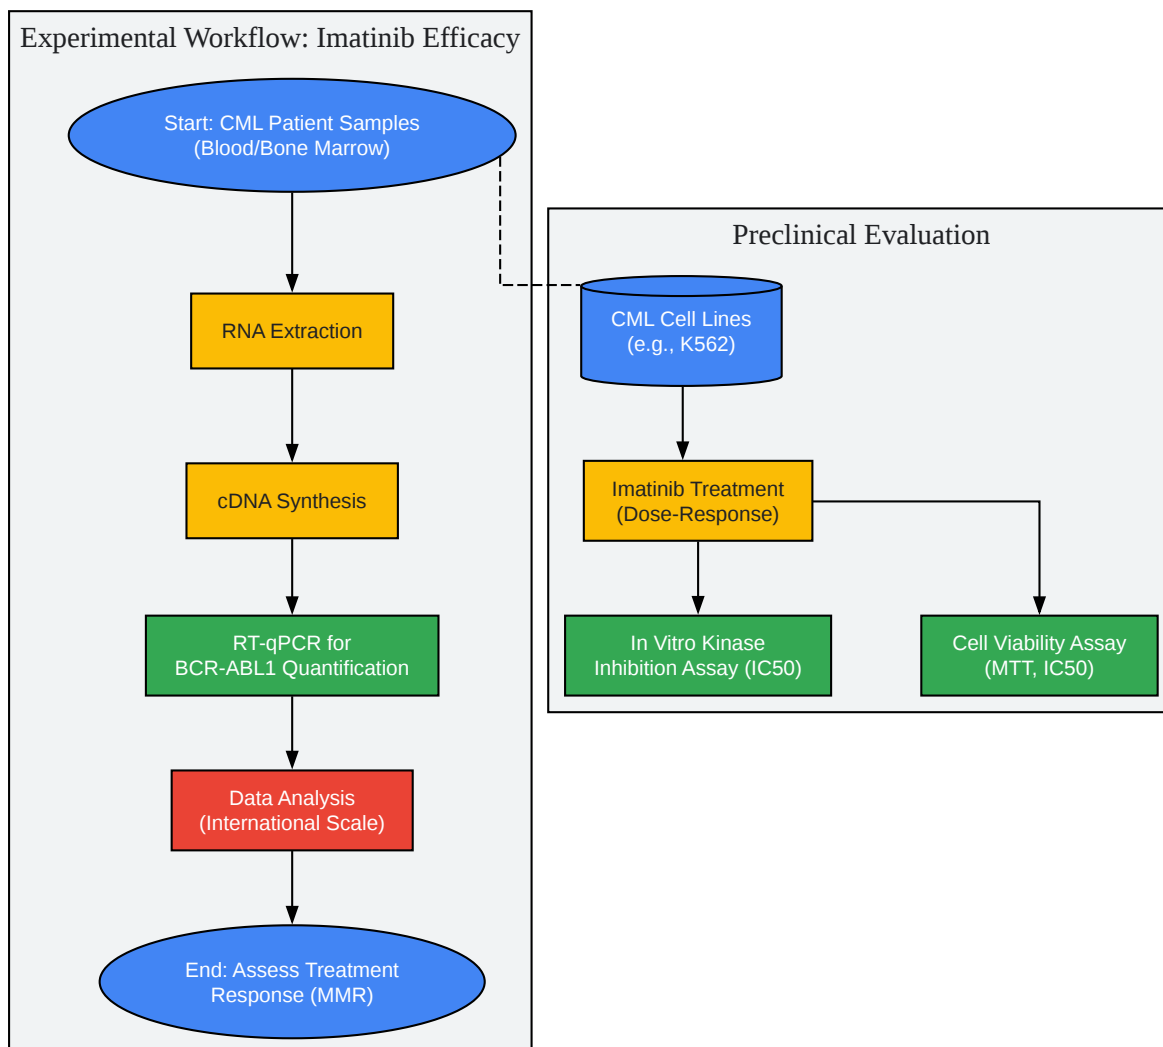 Experimental Workflow: Imatinib Efficacy
Start: CML Patient Samples
(Blood/Bone Marrow)
RNA Extraction
cDNA Synthesis
RT-qPCR for
BCR-ABL1 Quantification
Data Analysis
(International Scale)
End: Assess Treatment
Response (MMR)
Preclinical Evaluation
CML Cell Lines
(e.g., K562)
Imatinib Treatment
(Dose-Response)
In Vitro Kinase
Inhibition Assay (IC50)
Cell Viability Assay
(MTT, IC50)